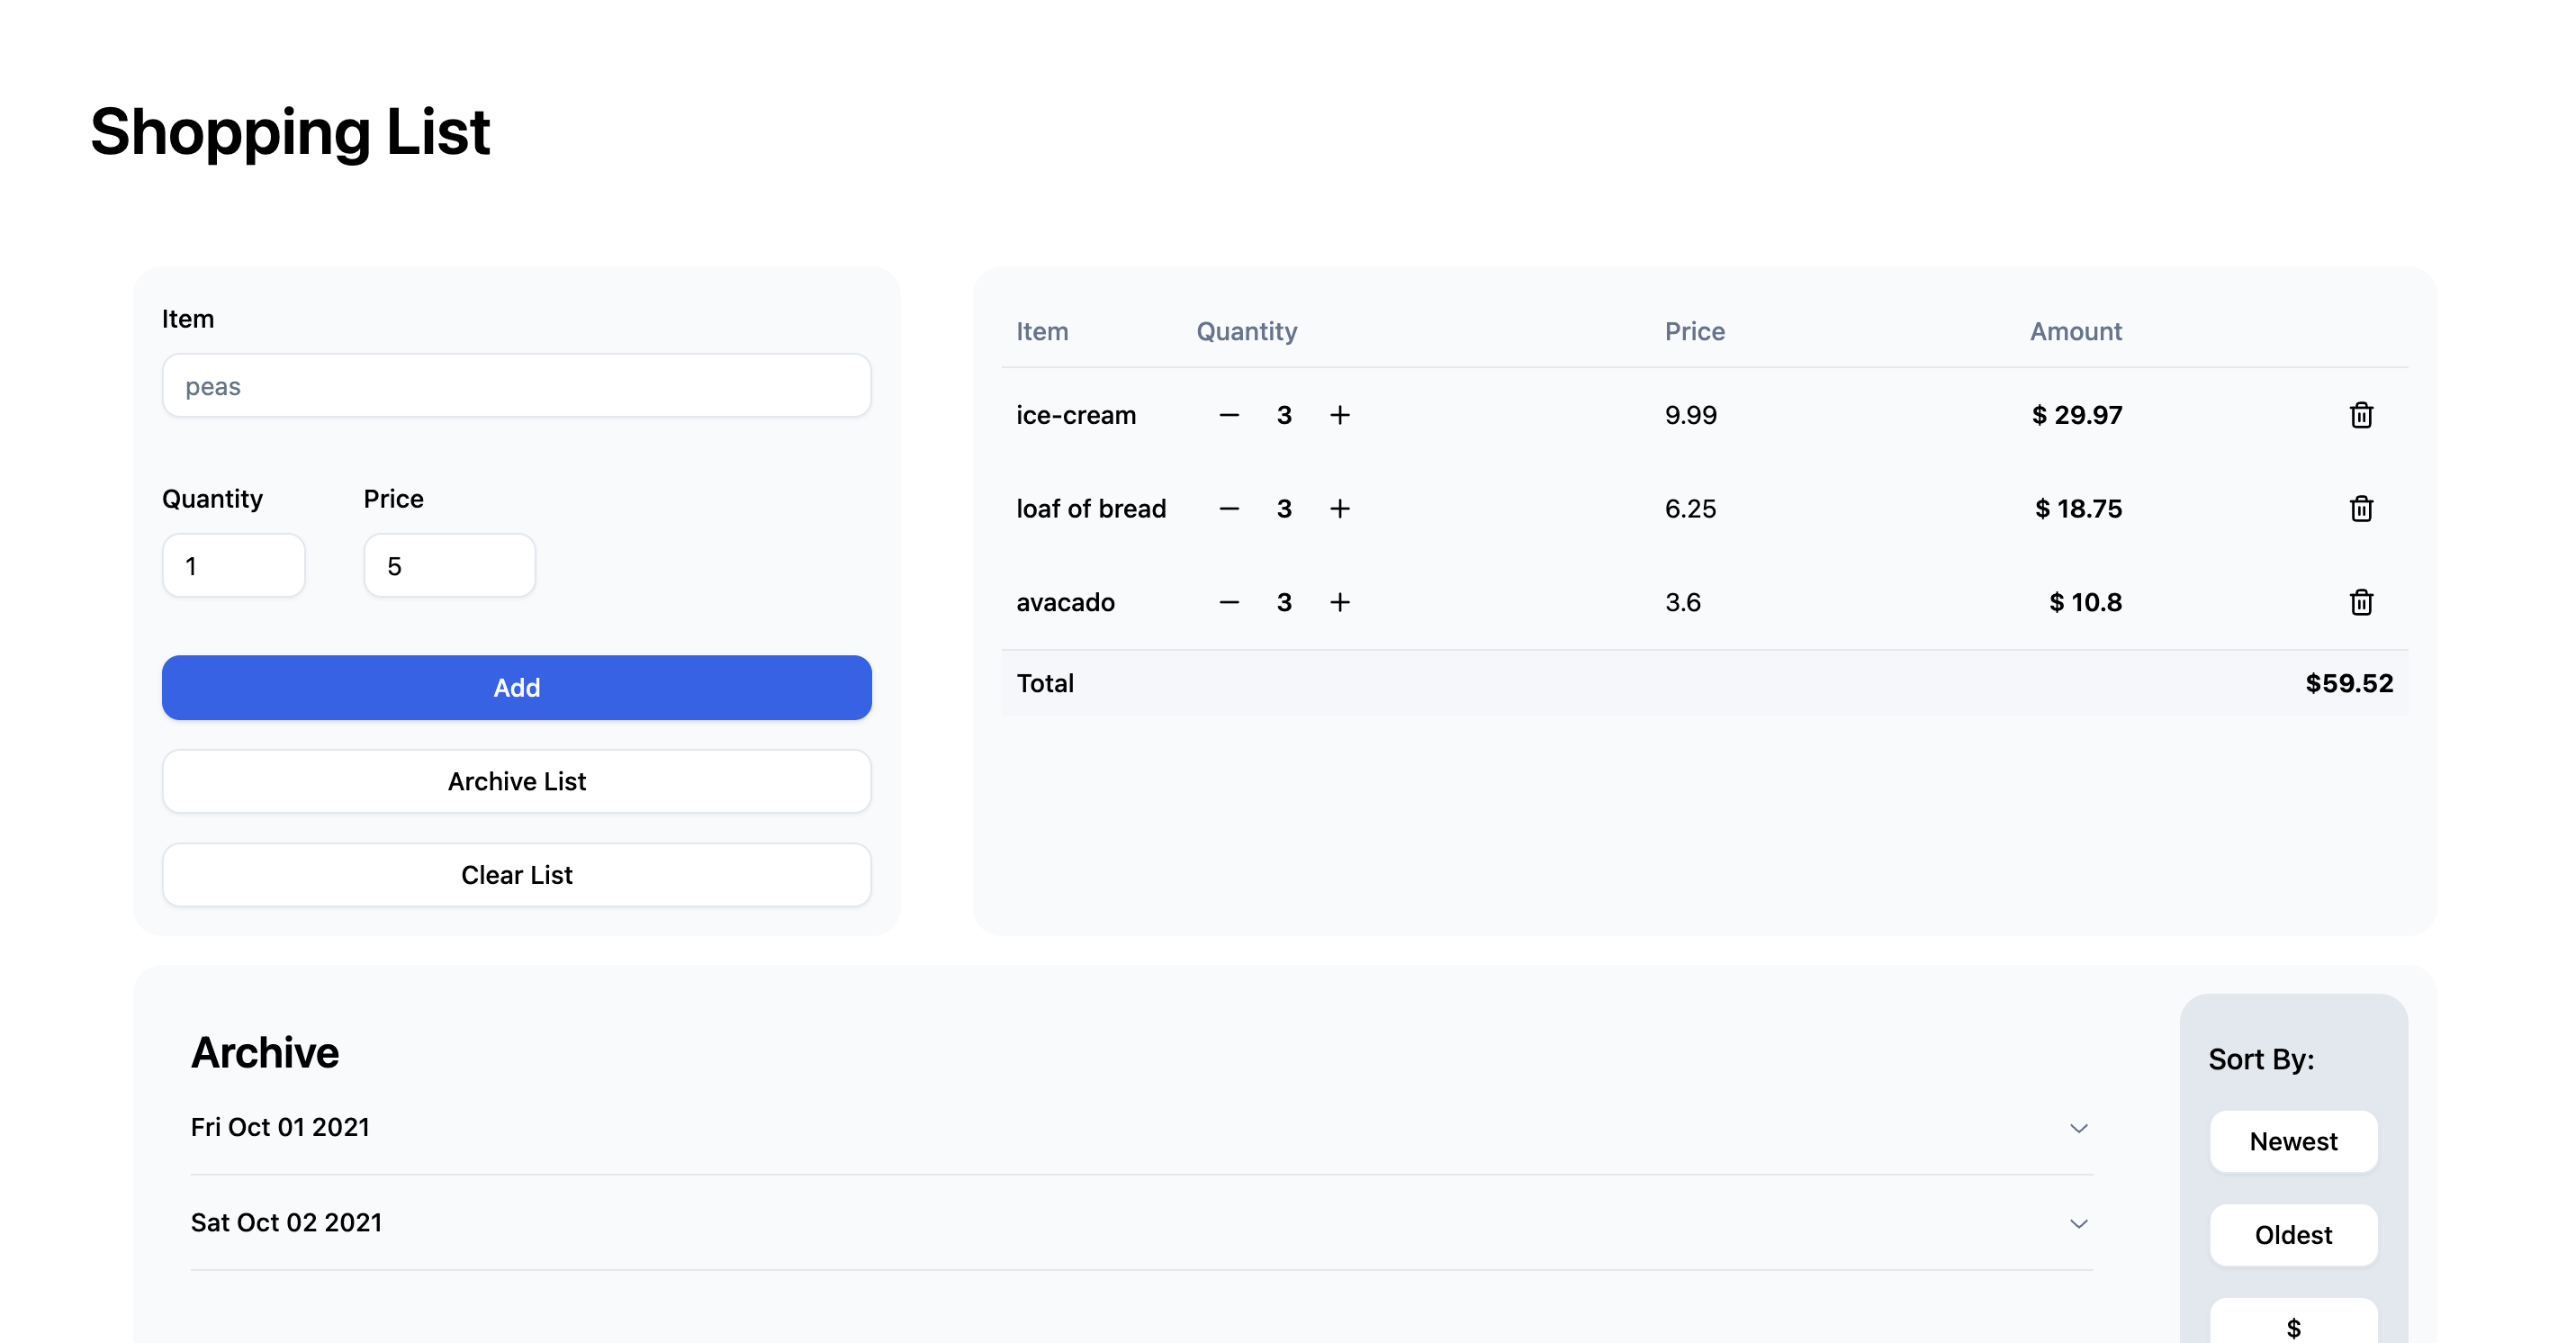 Shopping List
Item
peas
Quantity Price
1 5
Add
Archive List
Clear List
Item Quantity Price Amount
ice-cream − 3 + 9.99 $ 29.97
loaf of bread − 3 + 6.25 $ 18.75
avacado − 3 + 3.6 $ 10.8
Total $59.52
Archive
Fri Oct 01 2021
Sat Oct 02 2021
Sort By:
Newest
Oldest
$